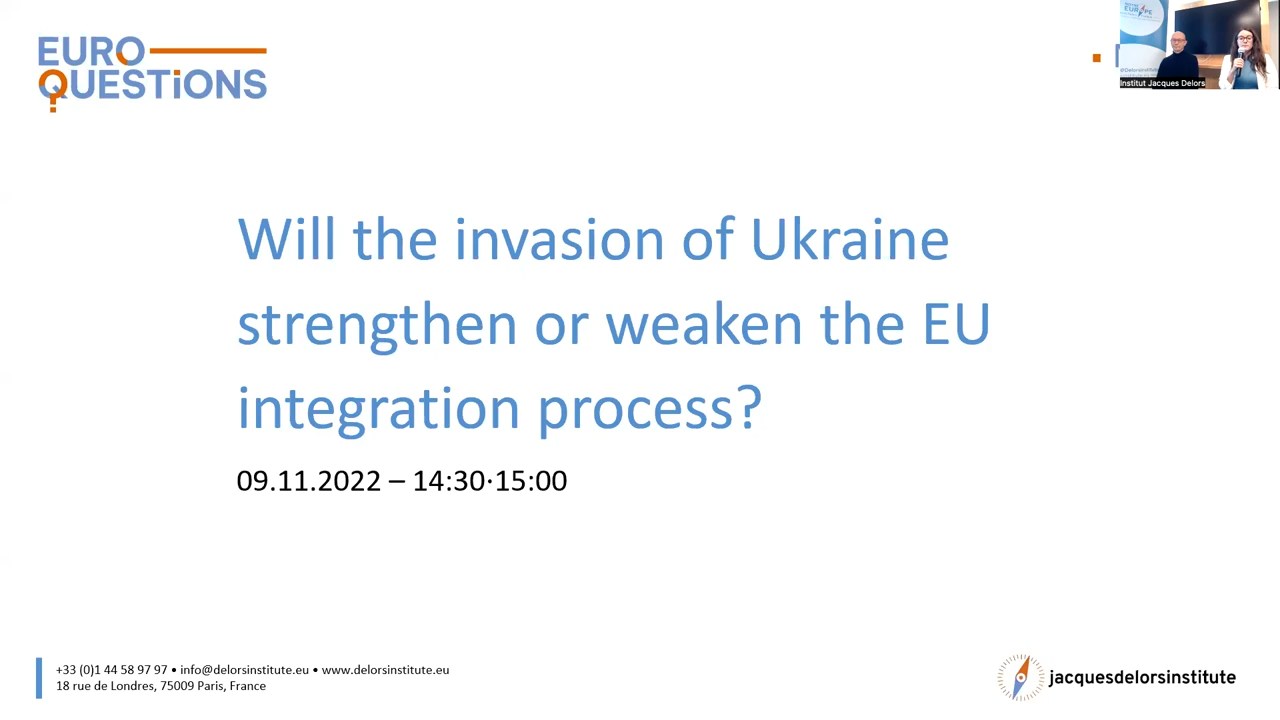 EURO
QUESTiONS
EUROPE
@Delorsinstitute
Institut Jacques Delors
Will the invasion of Ukraine
strengthen or weaken the EU
integration process?
09.11.2022 – 14:30·15:00
+33 (0)1 44 58 97 97 • info@delorsinstitute.eu • www.delorsinstitute.eu
18 rue de Londres, 75009 Paris, France
jacquesdelorsinstitute